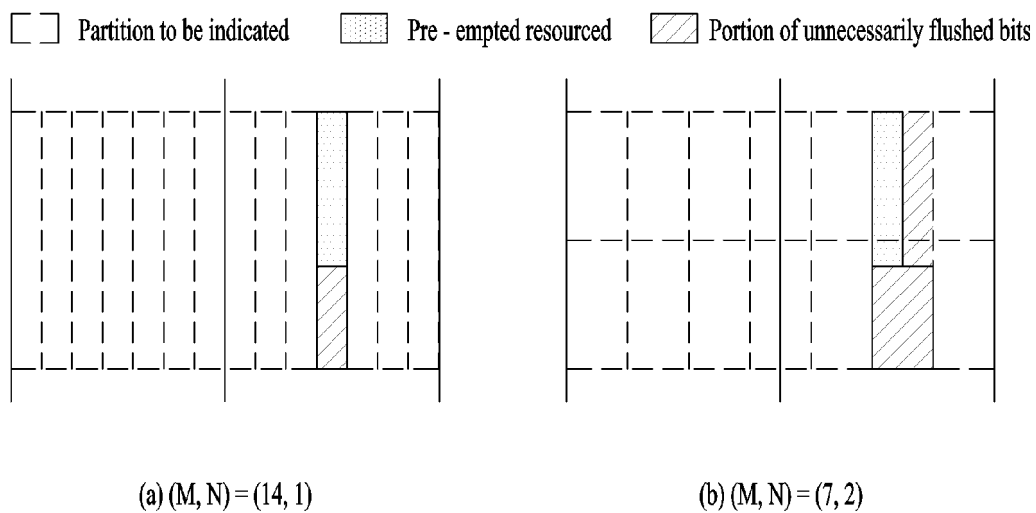 Partition to be indicated
Pre - empted resourced
Portion of unnecessarily flushed bits
(a) (M, N) = (14, 1)
(b) (M, N) = (7, 2)